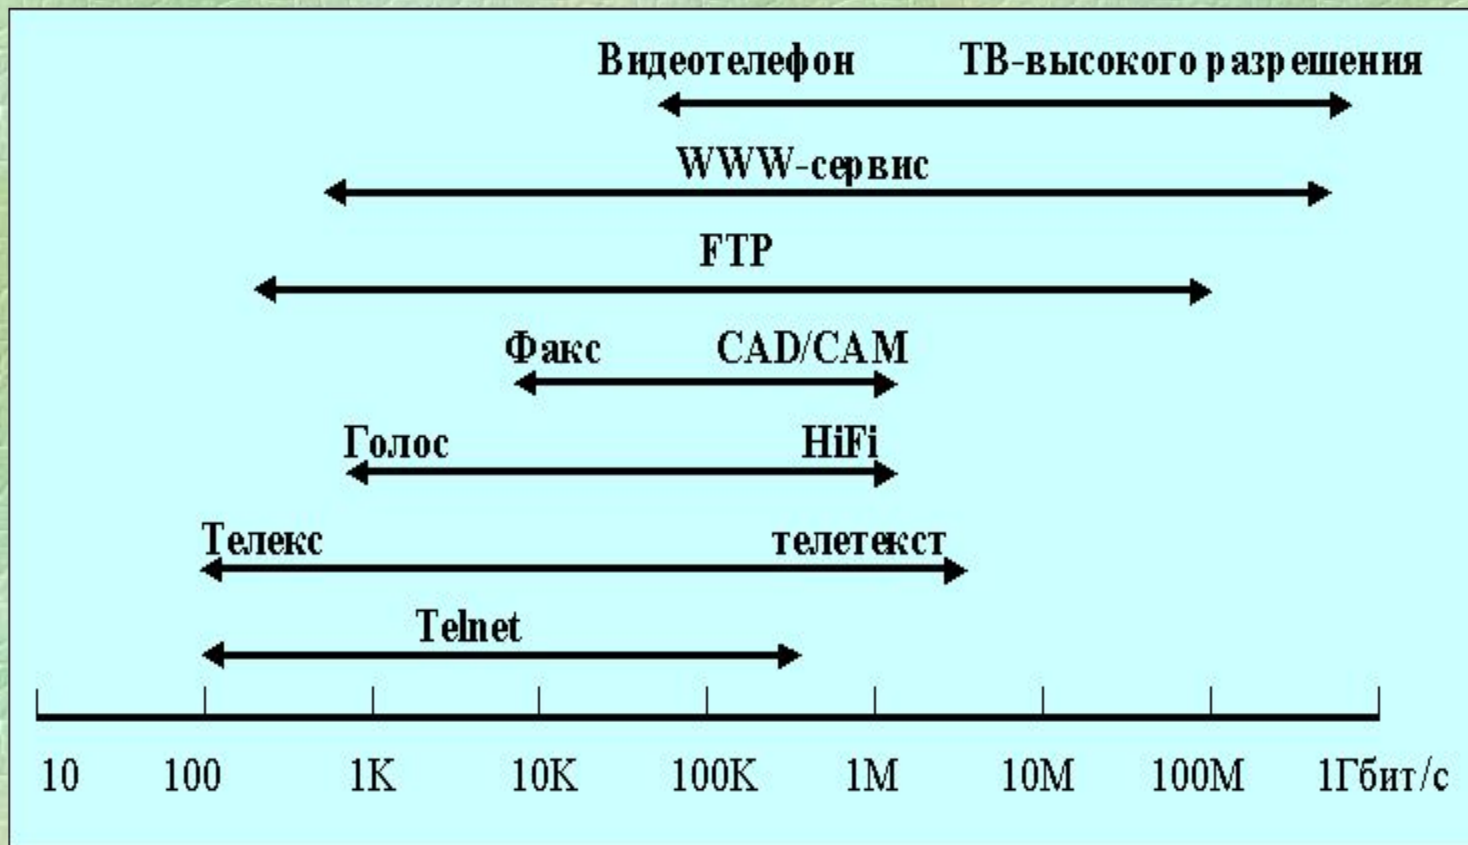 Видеотелефон ТВ-высокого разрешения
WWW-сервис
FTP
Факс CAD/CAM
Голос HiFi
Телекс телетекст
Telnet
10 100 1K 10K 100K 1M 10M 100M 1Гбит/с